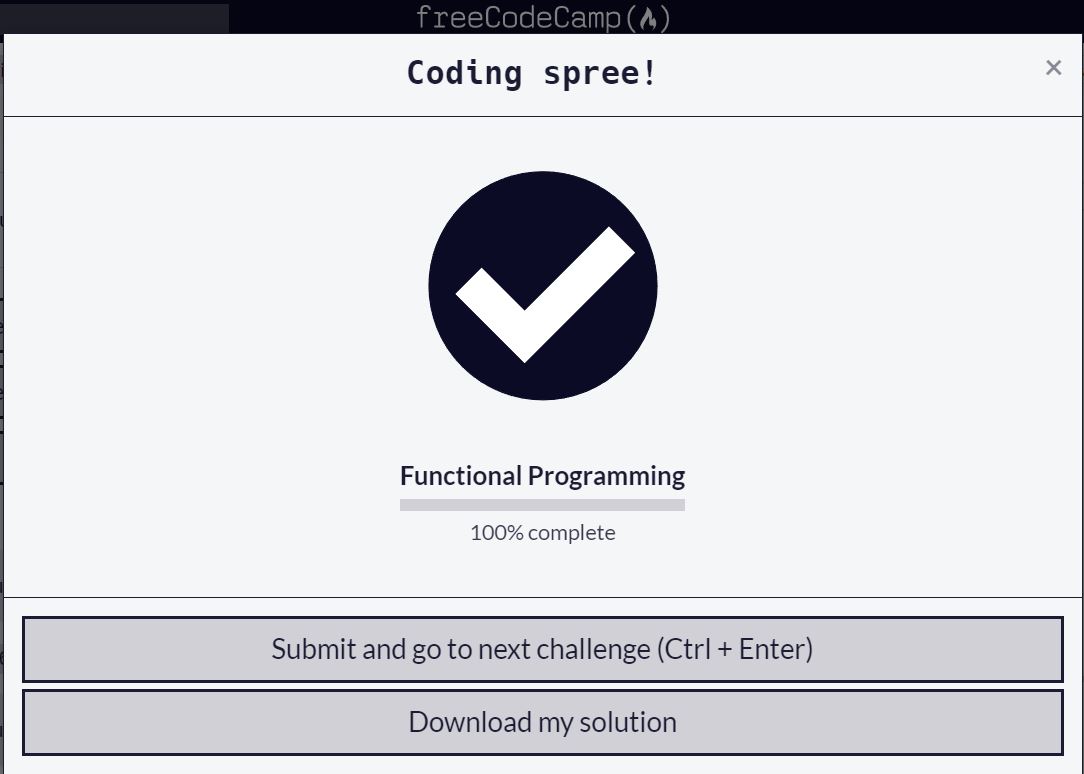 freeCodeCamp
Coding spree!
×
Functional Programming
100% complete
Submit and go to next challenge (Ctrl + Enter)
Download my solution